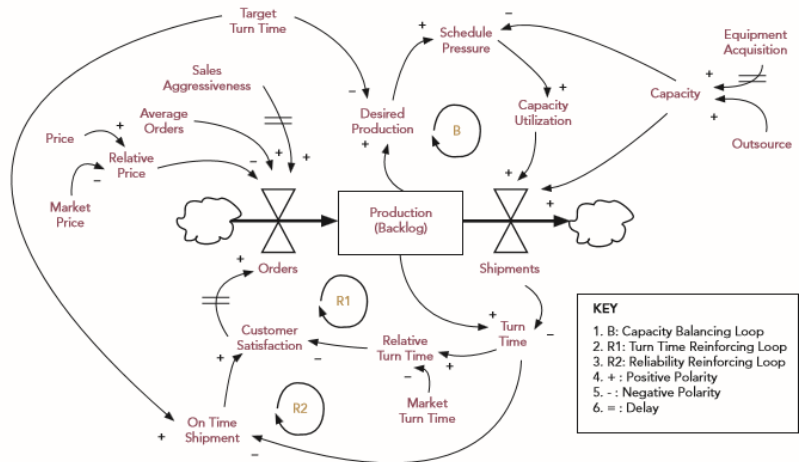 Target
Turn Time
+
Schedule
Pressure
-
Equipment
Acquisition
Sales
Aggressiveness
-
+
Capacity
Utilization
Capacity
+
+
Average
Orders
Desired
Production
+
B
Outsource
Price
+
Relative
Price
-
-
+
+
+
+
Market
Price
Production
(Backlog)
Orders
Shipments
+
R1
KEY
1. B: Capacity Balancing Loop
2. R1: Turn Time Reinforcing Loop
3. R2: Reliability Reinforcing Loop
4. + : Positive Polarity
5. - : Negative Polarity
6. = : Delay
Customer
Satisfaction
+
-
Relative
Turn Time
-
+
+
Turn
Time
-
Market
Turn Time
R2
On Time
Shipment
+
-